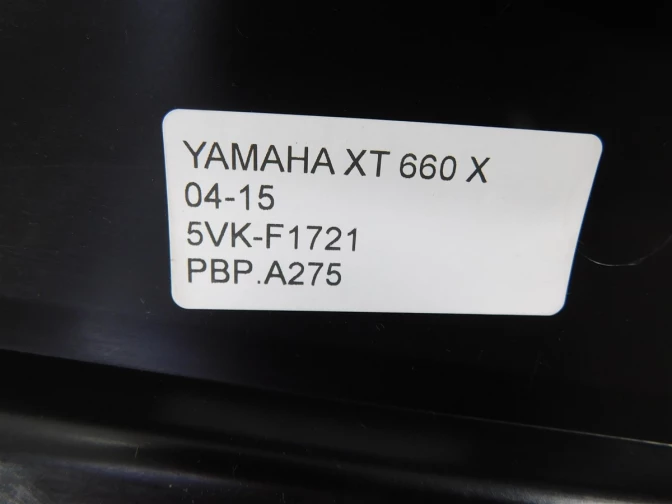 YAMAHA XT 660 X
04-15
5VK-F1721
PBP.A275